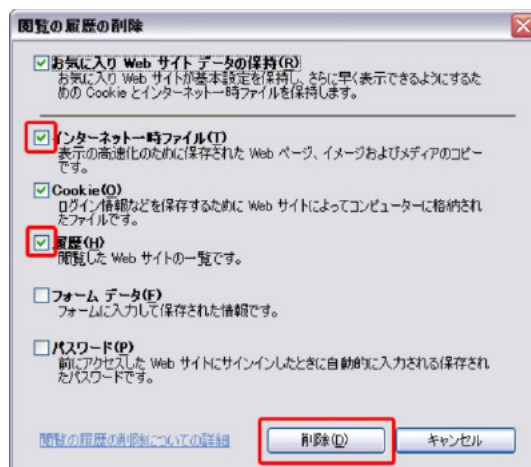 閲覧の履歴の削除
お気に入り Web サイト データの保持(R)
お気に入り Web サイトが基本設定を保持し、さらに早く表示できるようにするた
めの Cookie とインターネット一時ファイルを保持します。
インターネット一時ファイル(T)
表示の高速化のために保存された Web ページ、イメージおよびメディアのコピー
です。
Cookie(O)
ログイン情報などを保存するために Web サイトによってコンピューターに格納され
たファイルです。
履歴(H)
閲覧した Web サイトの一覧です。
フォーム データ(F)
フォームに入力して保存された情報です。
パスワード(P)
前にアクセスした Web サイトにサインインしたときに自動的に入力される保存され
たパスワードです。
閲覧の履歴の削除についての詳細
削除(D)
キャンセル